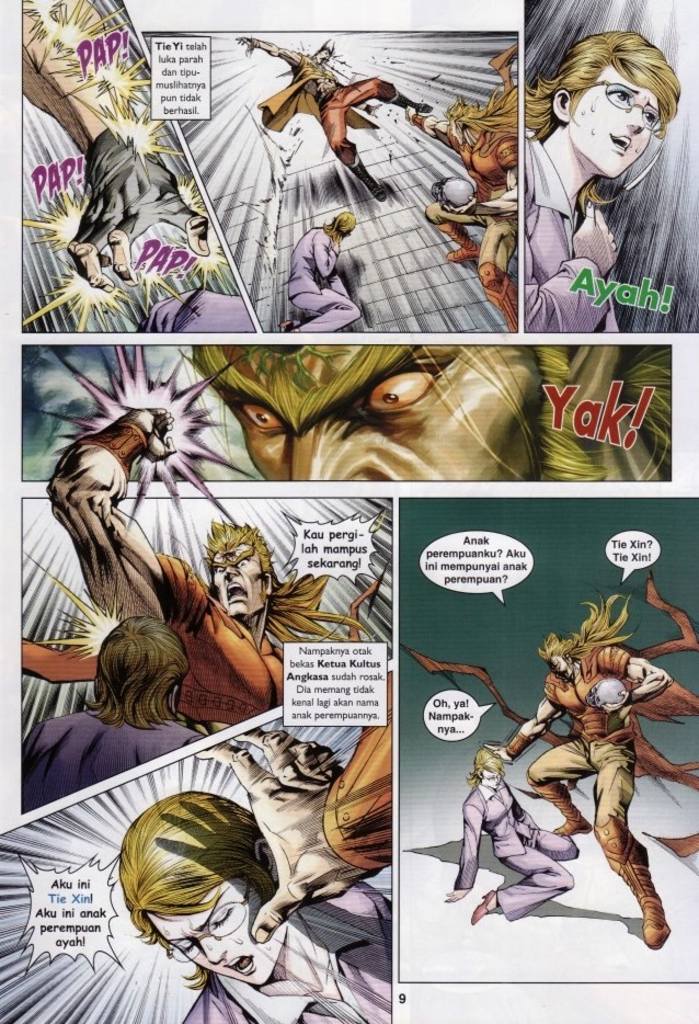 PAP!
PAP!
PAP!
Tie Yi telah
luka parah
dan tipu-
muslihatnya
pun tidak
berhasil.
Ayah!
Yak!
Kau pergi-
lah mampus
sekarang!
Nampaknya otak
bekas Ketua Kultus
Angkasa sudah rosak.
Dia memang tidak
kenal lagi akan nama
anak perempuannya.
Aku ini
Tie Xin!
Aku ini anak
perempuan
ayah!
Anak
perempuanku? Aku
ini mempunyai anak
perempuan?
Tie Xin?
Tie Xin!
Oh, ya!
Nampak-
nya...
9